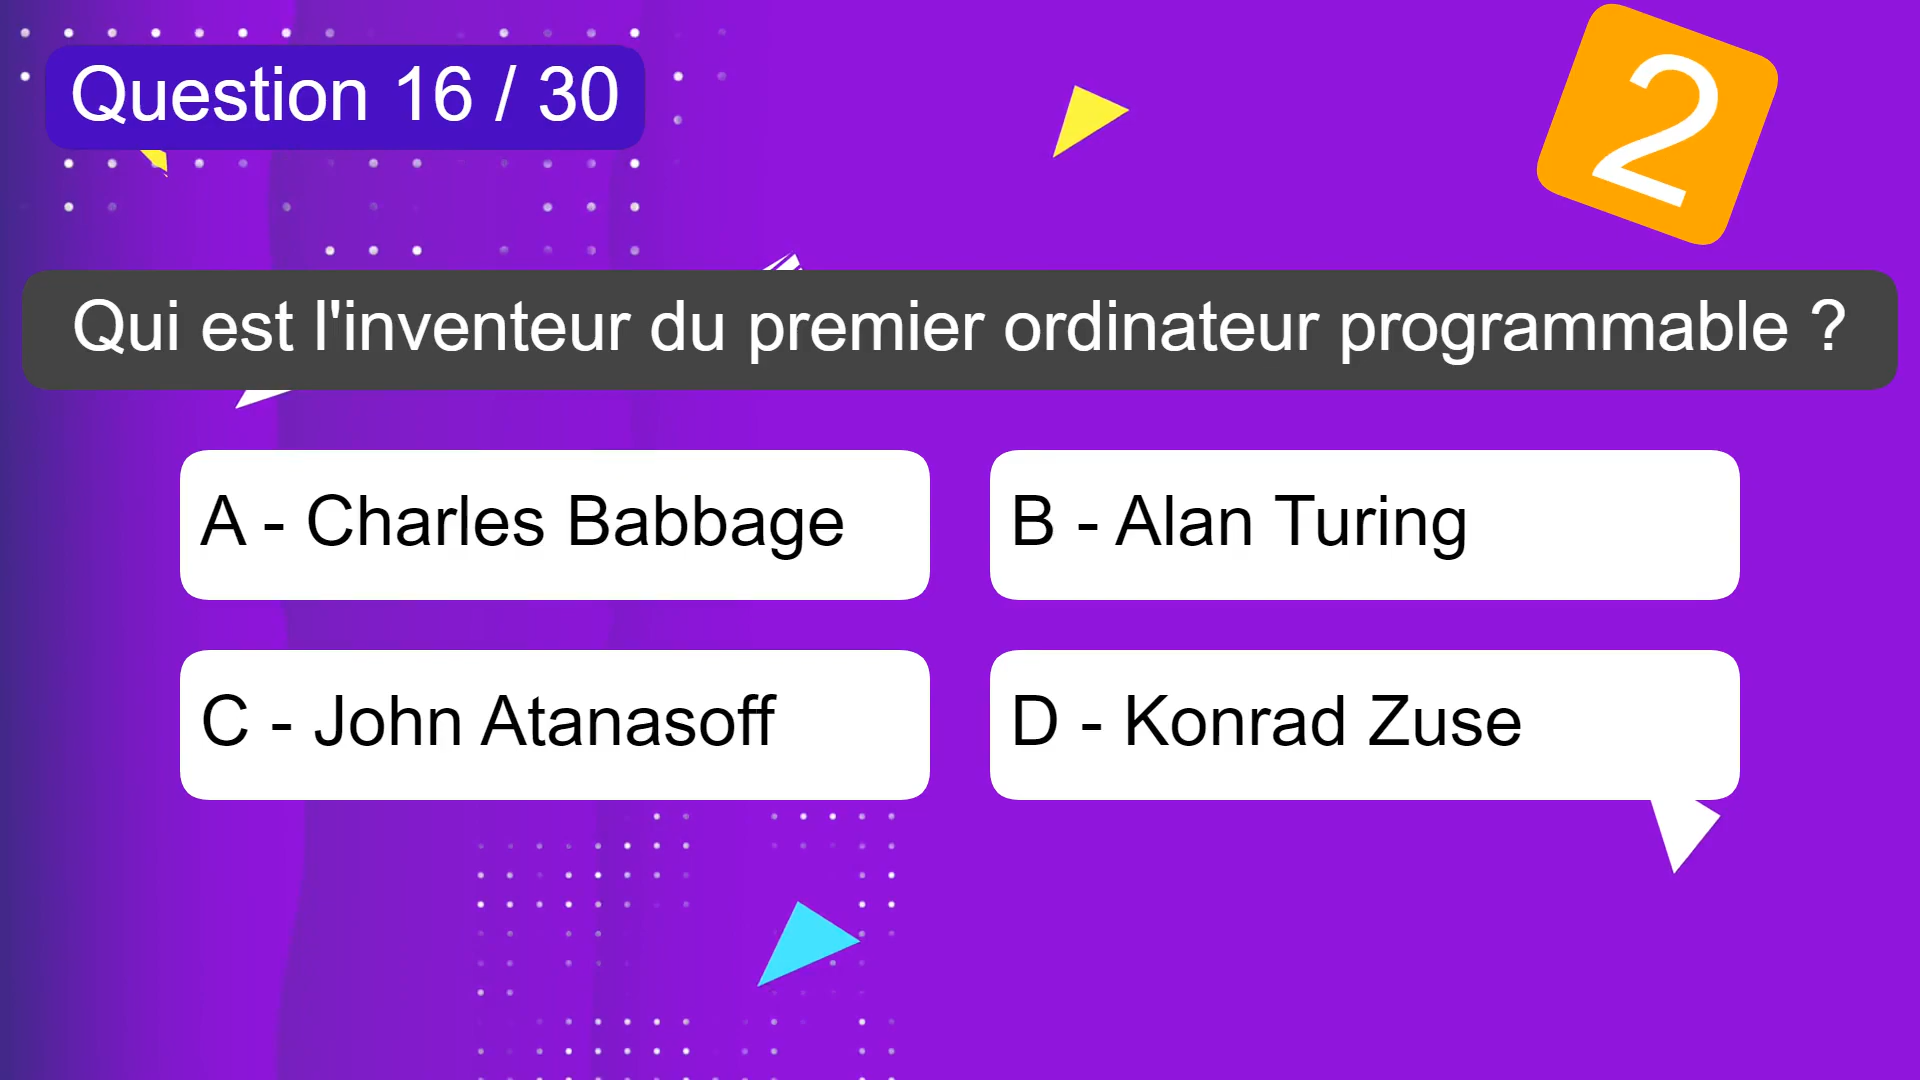 Question 16 / 30
2
Qui est l'inventeur du premier ordinateur programmable ?
A - Charles Babbage
B - Alan Turing
C - John Atanasoff
D - Konrad Zuse